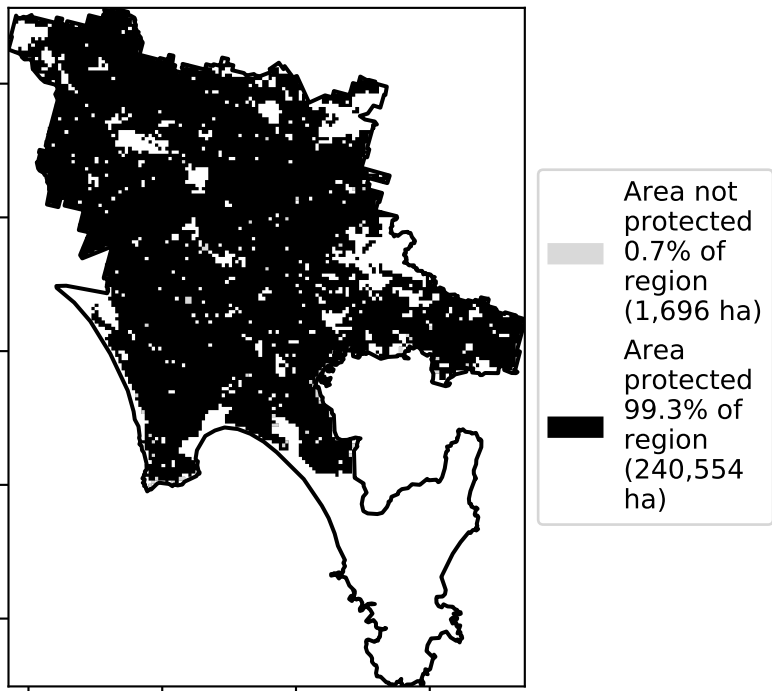 Area not
protected
0.7% of
region
(1,696 ha)
Area
protected
99.3% of
region
(240,554
ha)